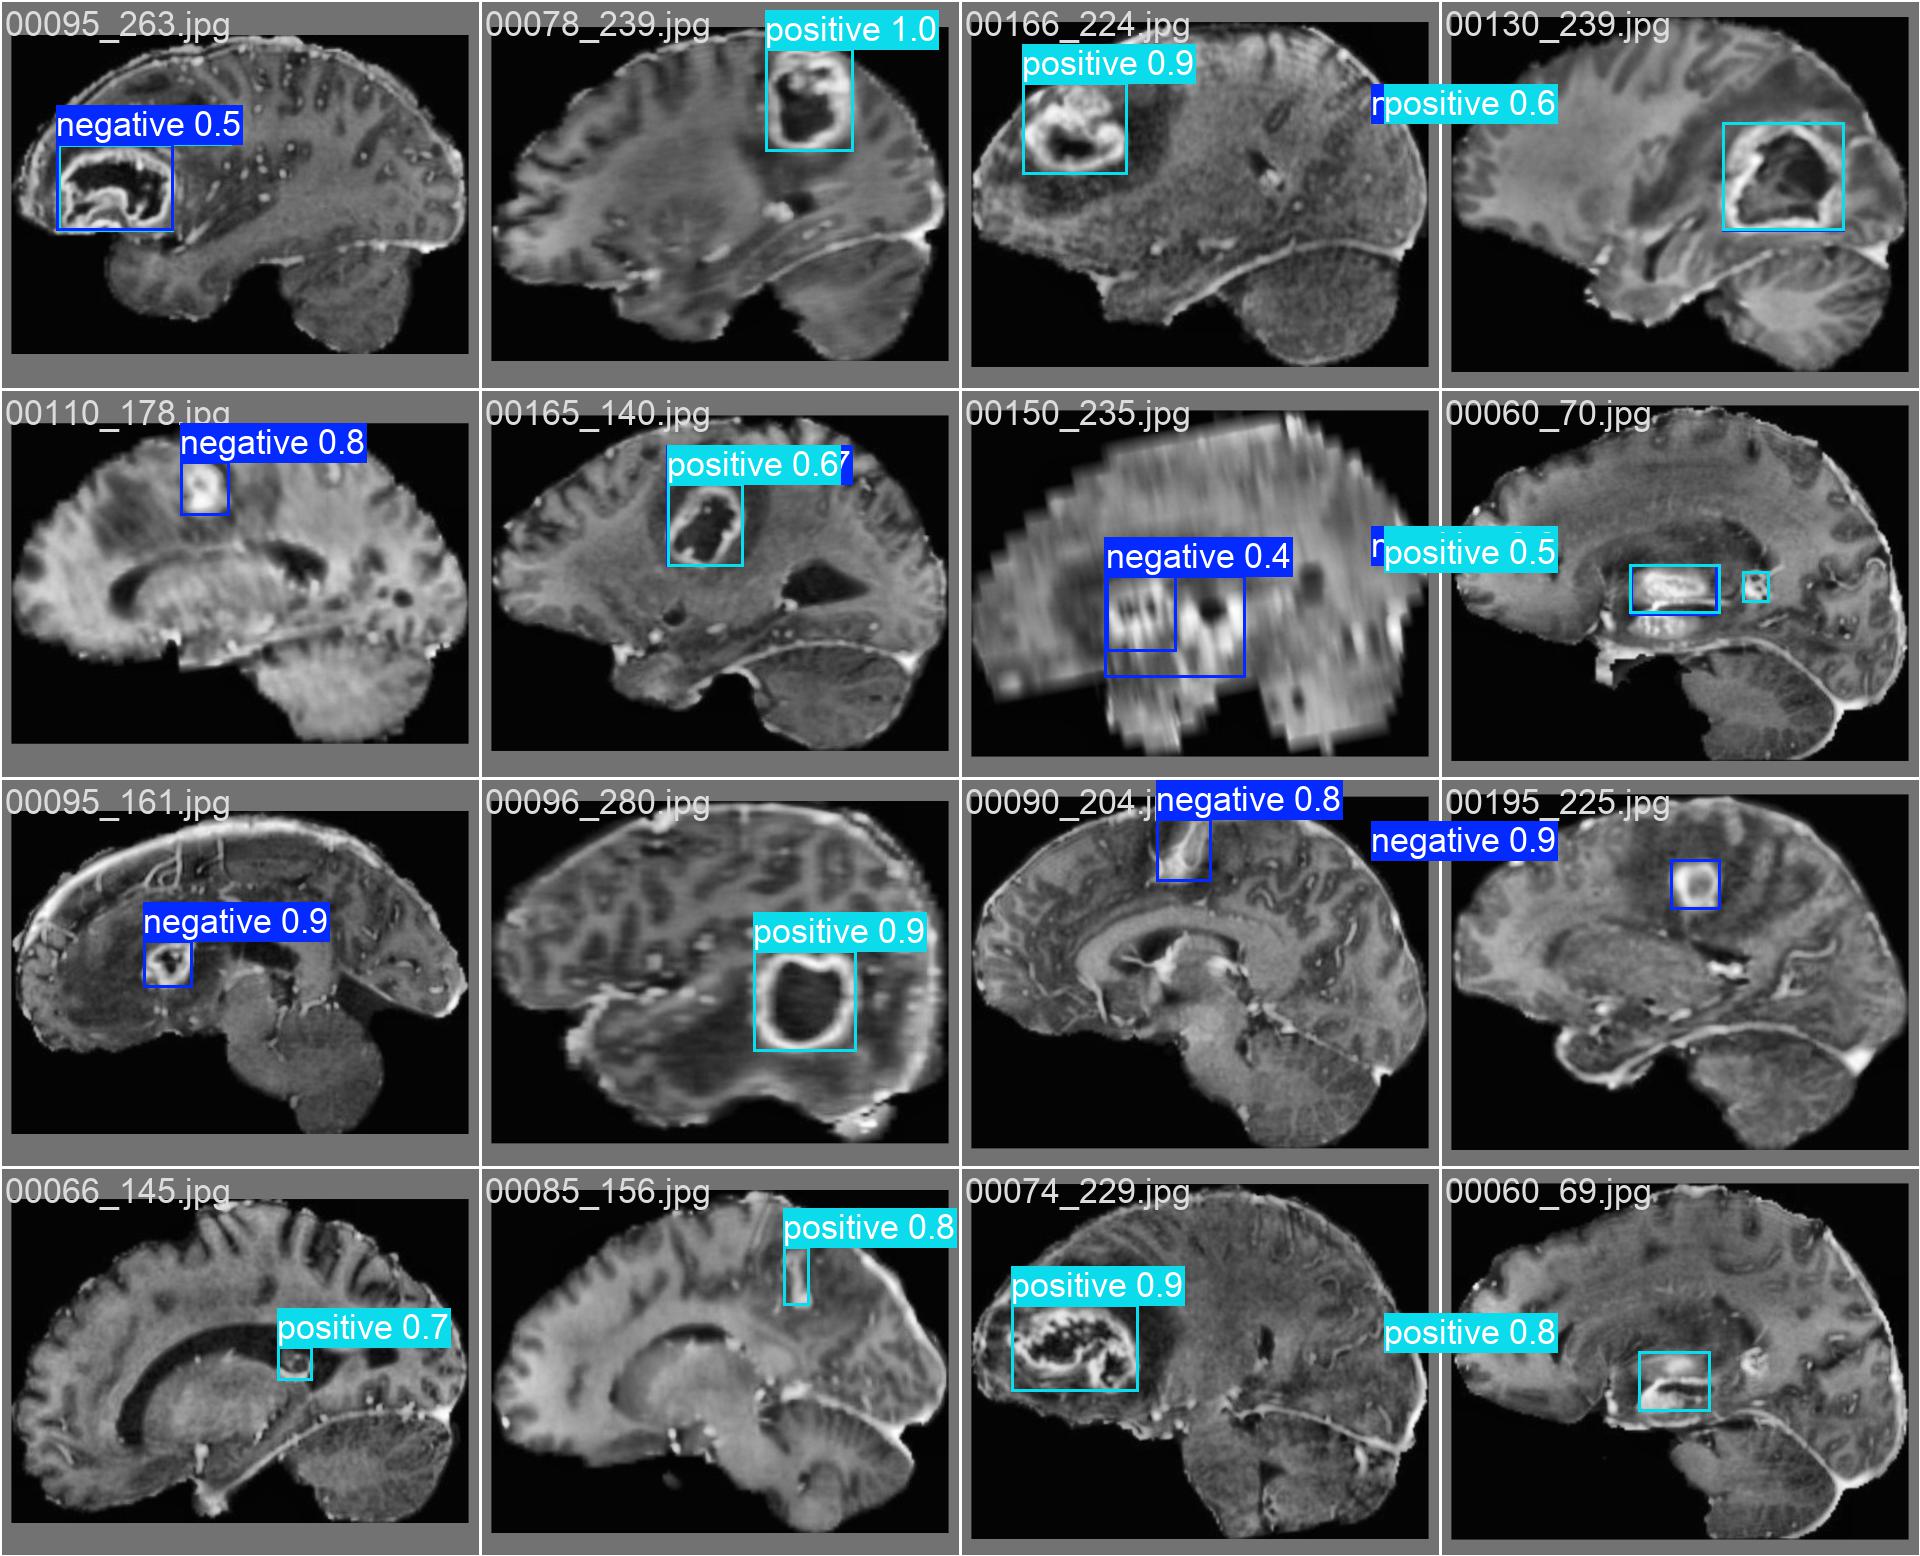 00095_263.jpg
negative 0.5
00078_239.jpg
positive 1.0
00166_224.jpg
positive 0.9
00130_239.jpg
positive 0.6
00110_178.jpg
negative 0.8
00165_140.jpg
positive 0.6
00150_235.jpg
negative 0.4
00060_70.jpg
positive 0.5
00095_161.jpg
negative 0.9
00096_280.jpg
positive 0.9
00090_204.j
negative 0.8
00195_225.jpg
negative 0.9
00066_145.jpg
positive 0.7
00085_156.jpg
positive 0.8
00074_229.jpg
positive 0.9
00060_69.jpg
positive 0.8